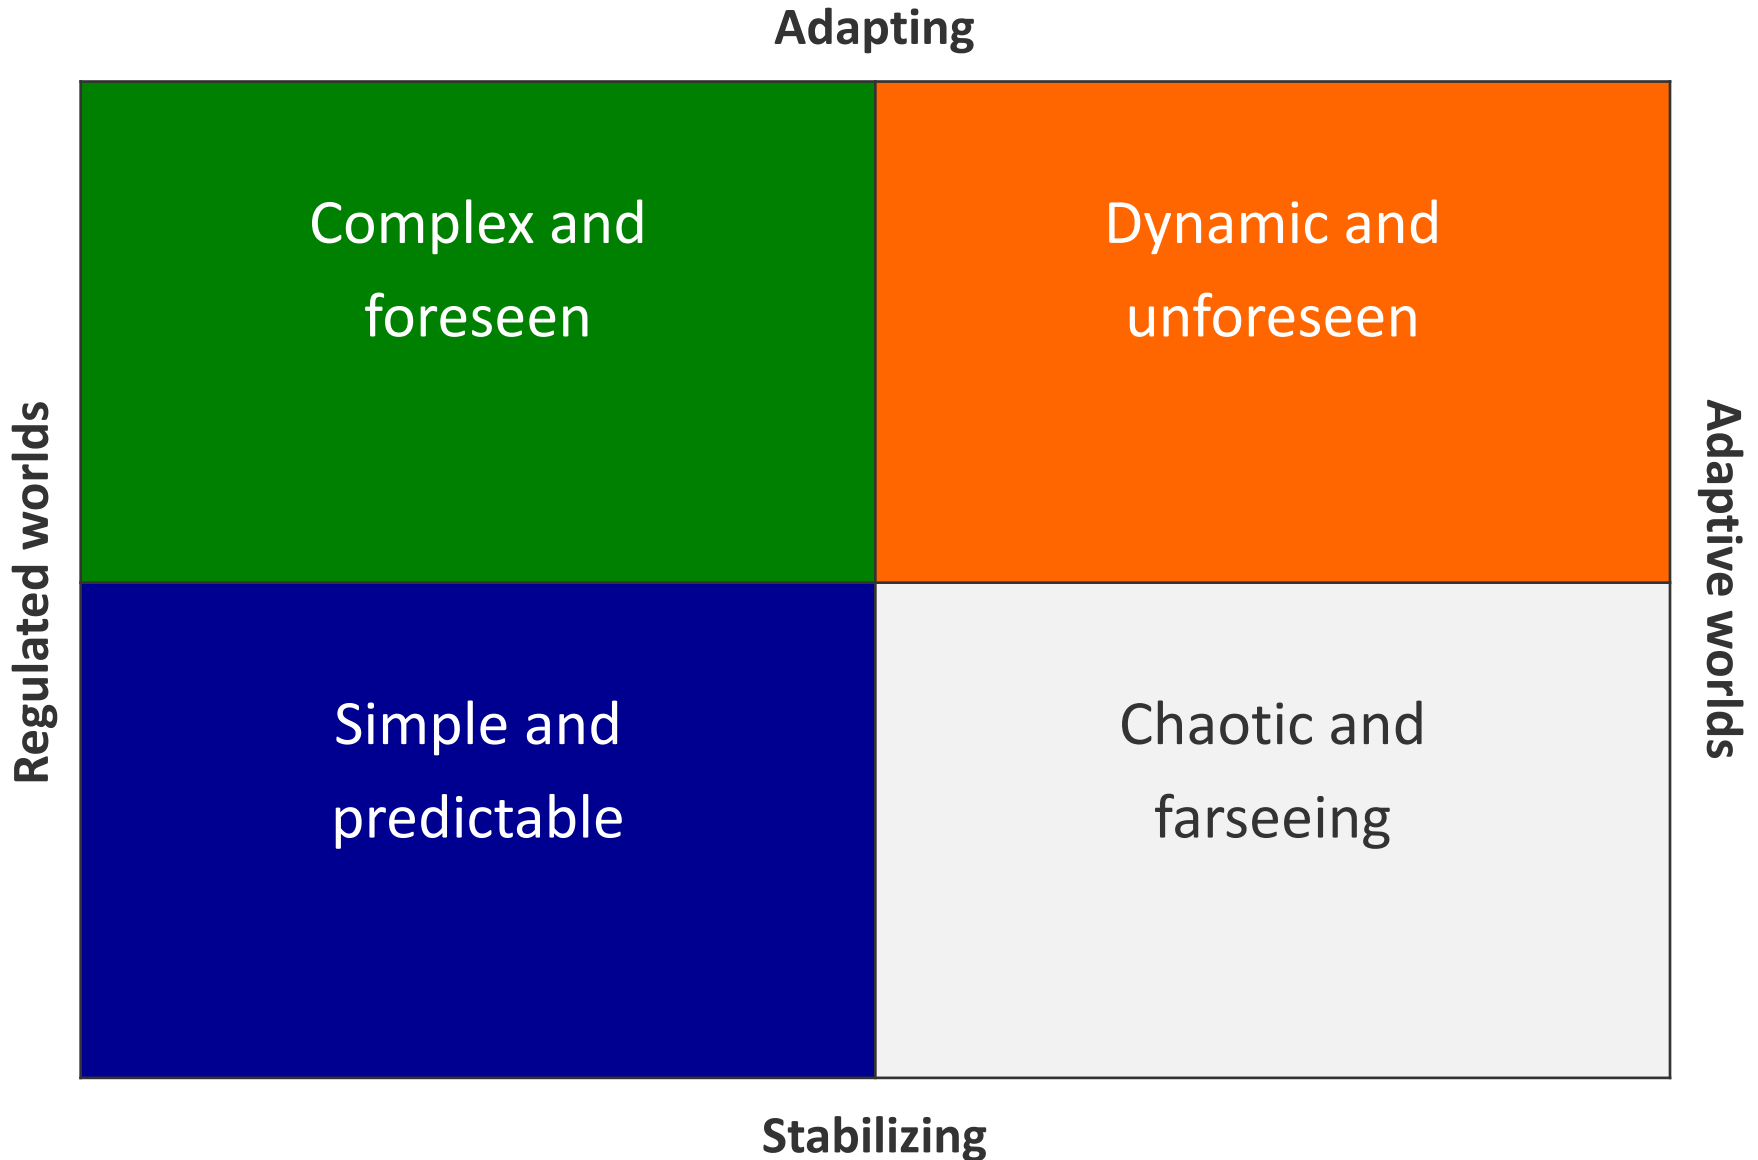 Adapting
Complex and
foreseen
Dynamic and
unforeseen
Regulated worlds
Adaptive worlds
Simple and
predictable
Chaotic and
farseeing
Stabilizing